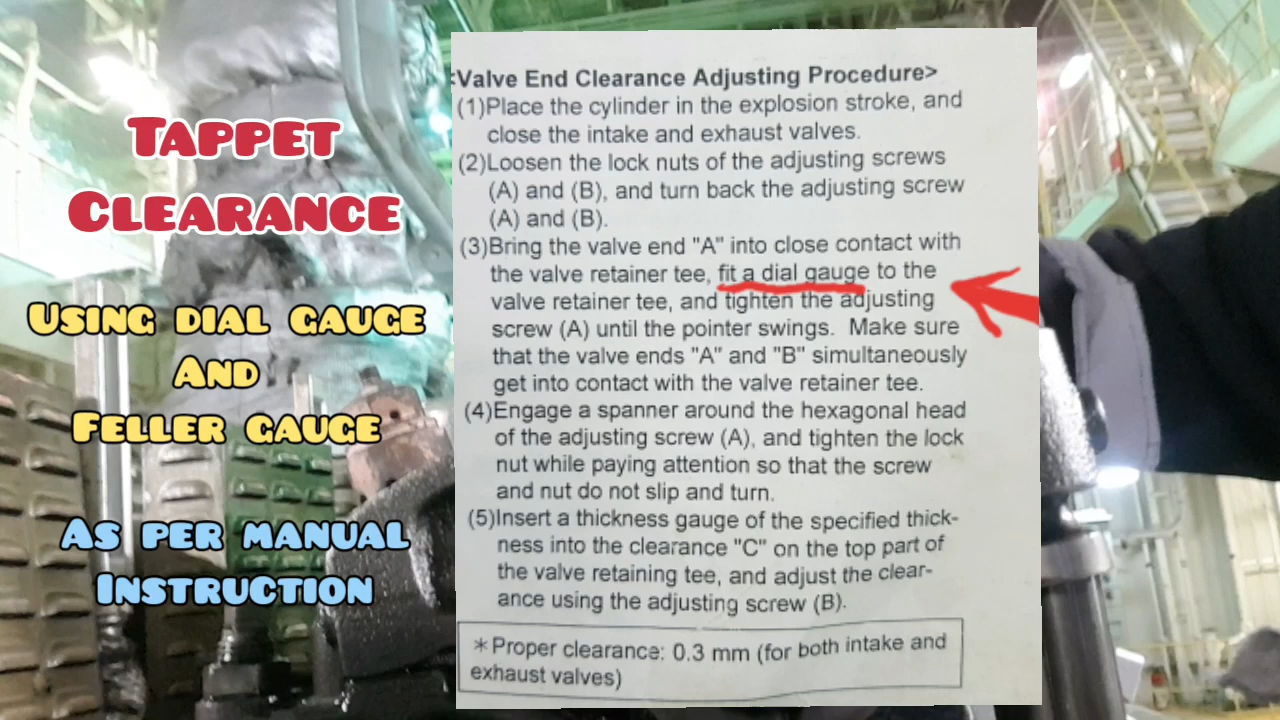 TAPPET
CLEARANCE
USING DIAL GAUGE
AND
FELLER GAUGE
AS PER MANUAL
INSTRUCTION
<Valve End Clearance Adjusting Procedure>
(1)Place the cylinder in the explosion stroke, and
close the intake and exhaust valves.
(2)Loosen the lock nuts of the adjusting screws
(A) and (B), and turn back the adjusting screw
(A) and (B).
(3)Bring the valve end "A" into close contact with
the valve retainer tee, fit a dial gauge to the
valve retainer tee, and tighten the adjusting
screw (A) until the pointer swings. Make sure
that the valve ends "A" and "B" simultaneously
get into contact with the valve retainer tee.
(4)Engage a spanner around the hexagonal head
of the adjusting screw (A), and tighten the lock
nut while paying attention so that the screw
and nut do not slip and turn.
(5)Insert a thickness gauge of the specified thick-
ness into the clearance "C" on the top part of
the valve retaining tee, and adjust the clear-
ance using the adjusting screw (B).
*Proper clearance: 0.3 mm (for both intake and
exhaust valves)